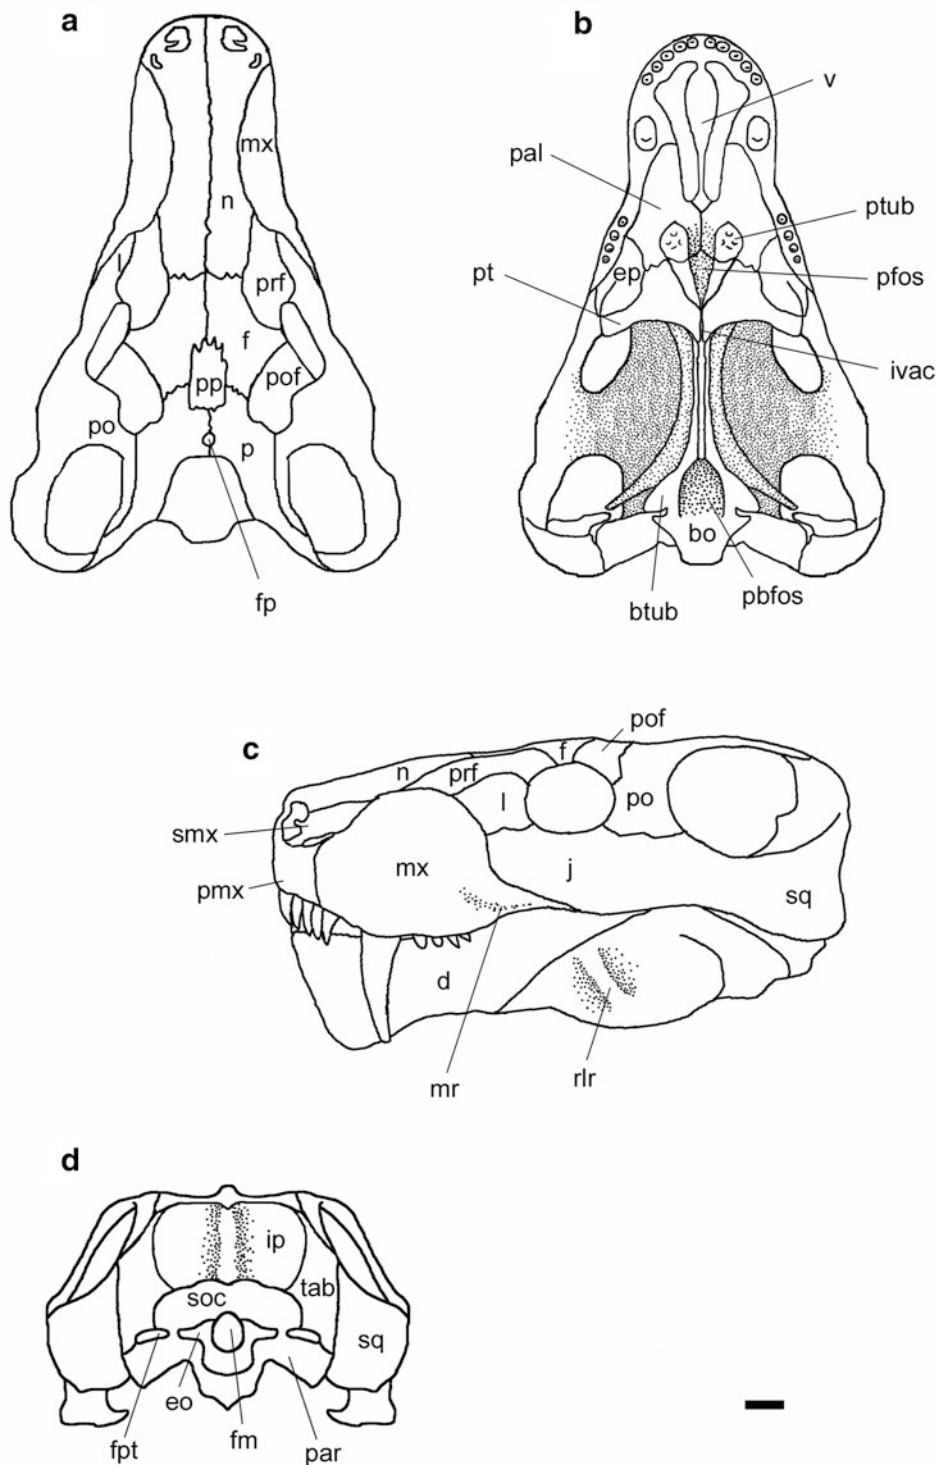 a
mx
n
l
prf
f
pp
pof
po
p
fp
b
v
pal
ptub
ep
pt
pfos
ivac
bo
btub
pbfos
c
pof
f
n
prf
l
po
smx
mx
j
pmx
sq
d
mr
rlr
d
ip
tab
soc
sq
eo
fpt
fm
par